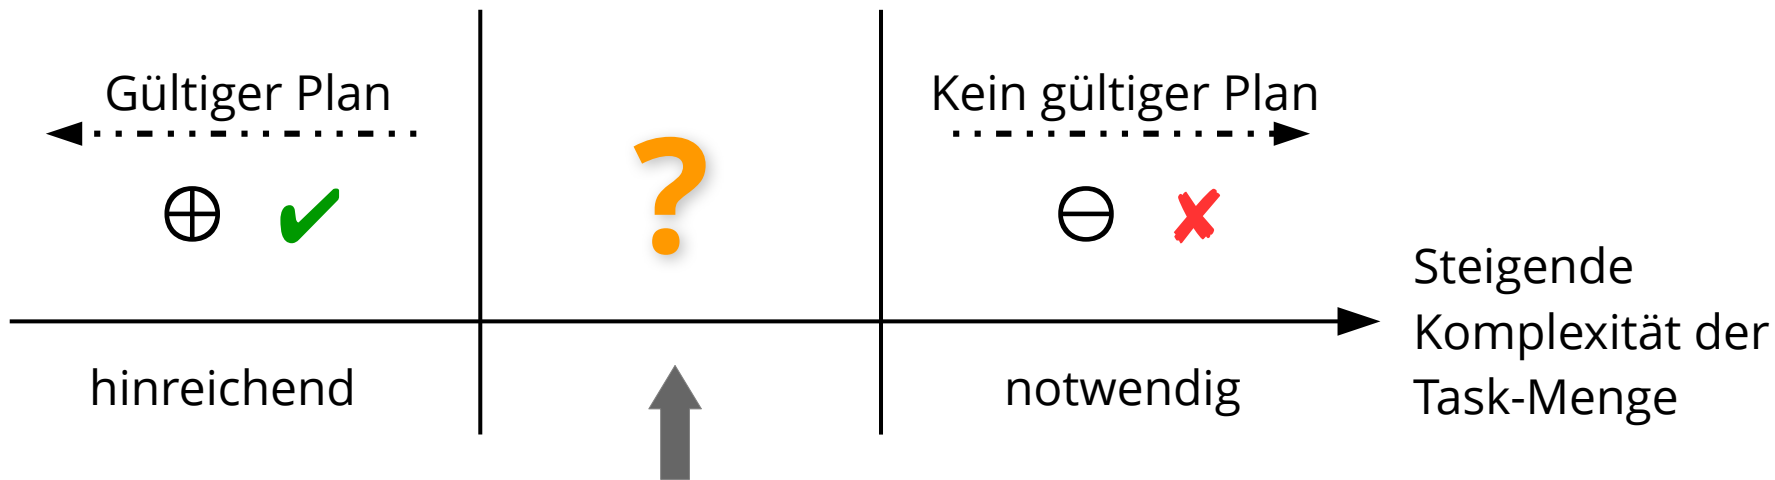 Gültiger Plan
Kein gültiger Plan
?
⊕ ✔
⊖ ✘
Steigende
Komplexität der
Task-Menge
hinreichend
notwendig